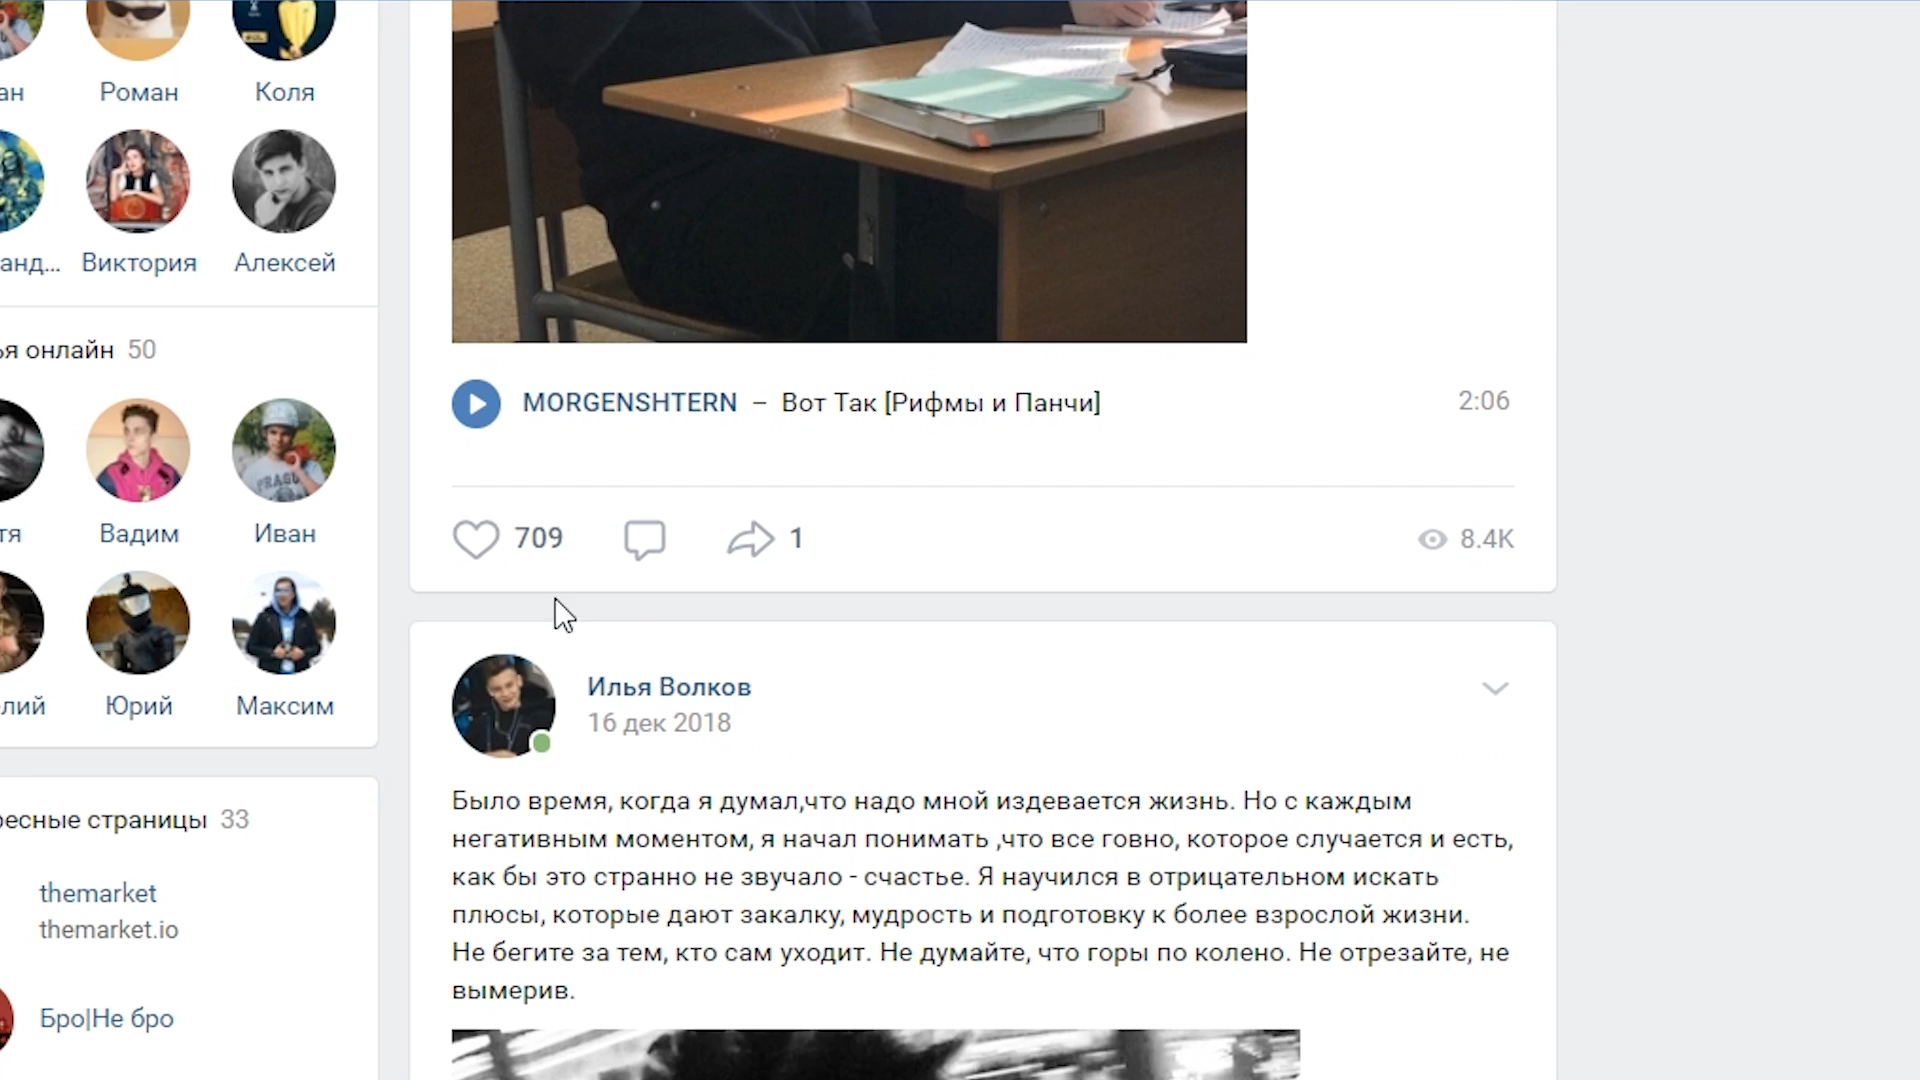 ан
Роман
Коля
анд...
Виктория
Алексей
ья онлайн 50
тя
Вадим
Иван
лий
Юрий
Максим
ресные страницы 33
themarket
themarket.io
Бро|Не бро
MORGENSHTERN – Вот Так [Рифмы и Панчи] 2:06
709 1 8.4K
Илья Волков
16 дек 2018
Было время, когда я думал,что надо мной издевается жизнь. Но с каждым
негативным моментом, я начал понимать ,что все говно, которое случается и есть,
как бы это странно не звучало - счастье. Я научился в отрицательном искать
плюсы, которые дают закалку, мудрость и подготовку к более взрослой жизни.
Не бегите за тем, кто сам уходит. Не думайте, что горы по колено. Не отрезайте, не
вымерив.